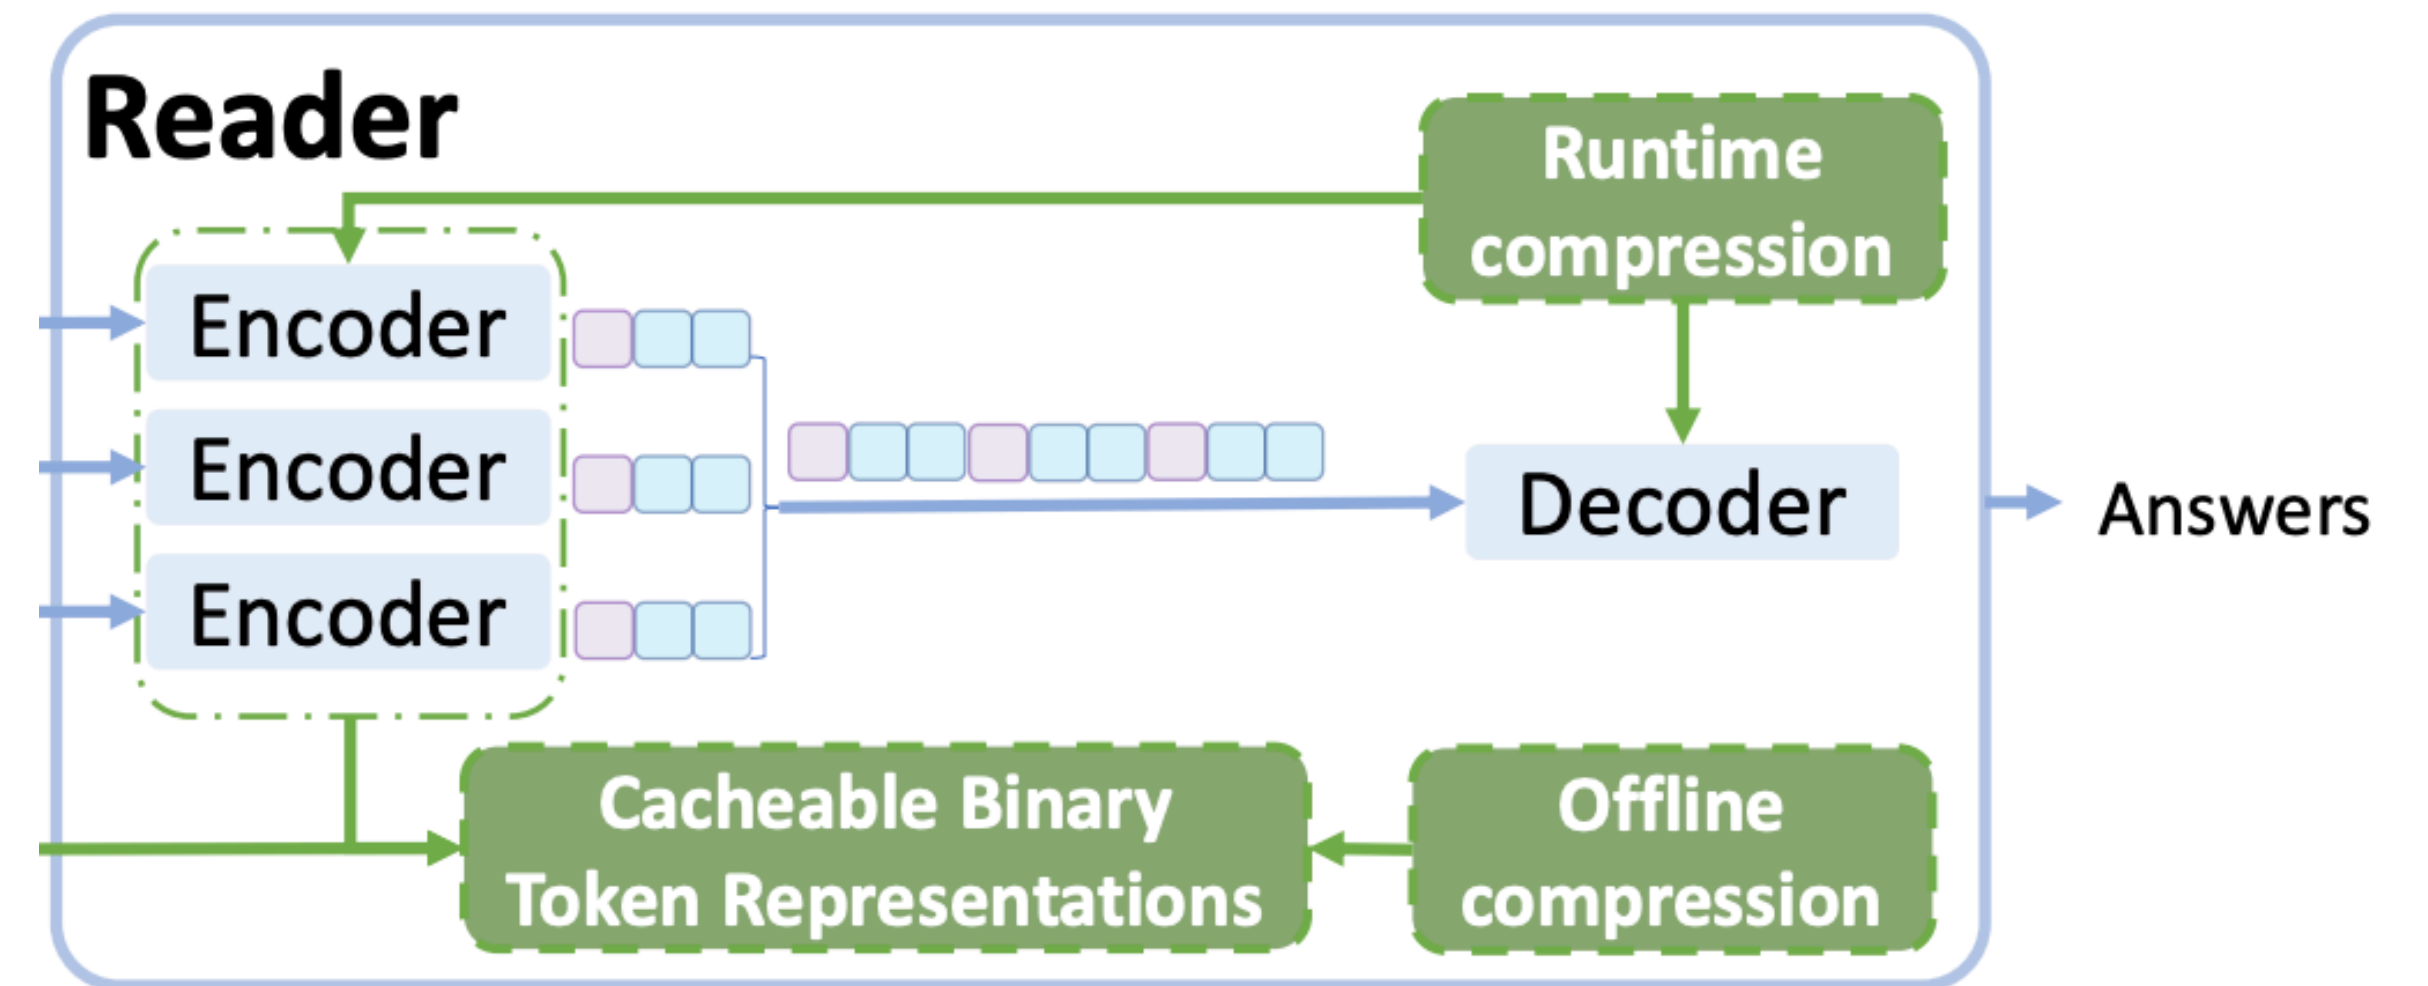 Reader
Runtime
compression
Encoder
Encoder
Encoder
Decoder
Answers
Cacheable Binary
Token Representations
Offline
compression